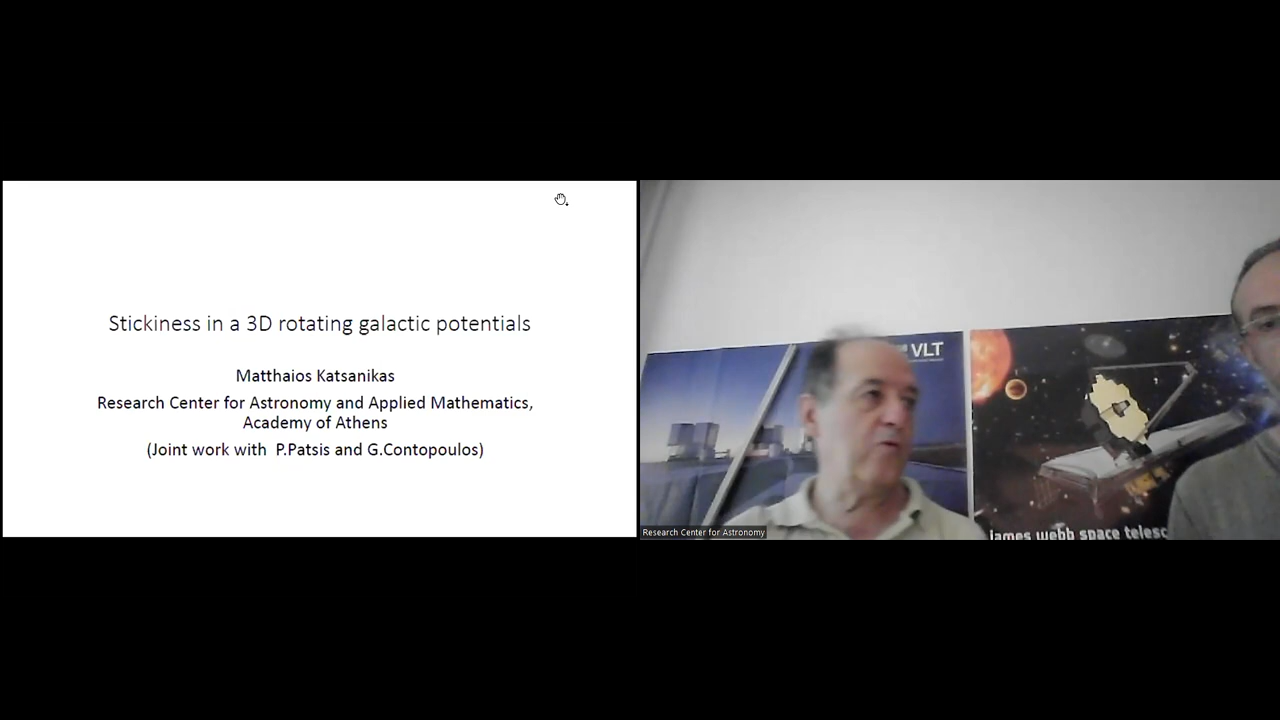 Stickiness in a 3D rotating galactic potentials
Matthaios Katsanikas
Research Center for Astronomy and Applied Mathematics,
Academy of Athens
(Joint work with P.Patsis and G.Contopoulos)
VLT
james webb space telesc
Research Center for Astronomy